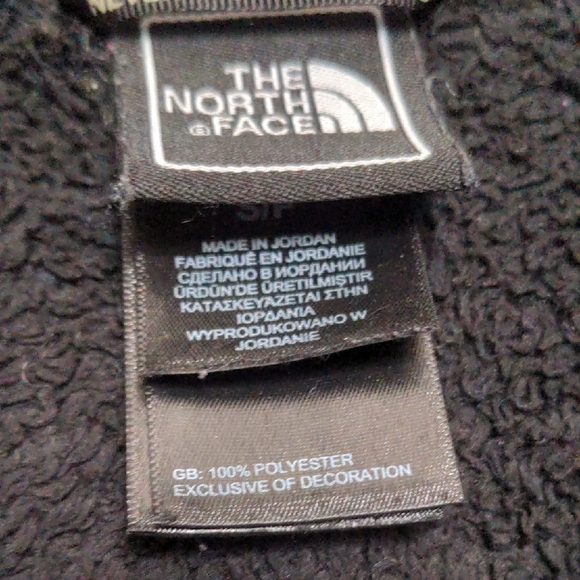 THE
NORTH
FACE
S/P
MADE IN JORDAN
FABRIQUÉ EN JORDANIE
СДЕЛАНО В ИОРДАНИИ
ÜRDÜN'DE ÜRETILMIŞTIR
ΚΑΤΑΣΚΕΥΑΖΕΤΑΙ ΣΤΗΝ
ΙΟΡΔΑΝΙΑ
WYPRODUKOWANO W
JORDANIE
GB: 100% POLYESTER
EXCLUSIVE OF DECORATION